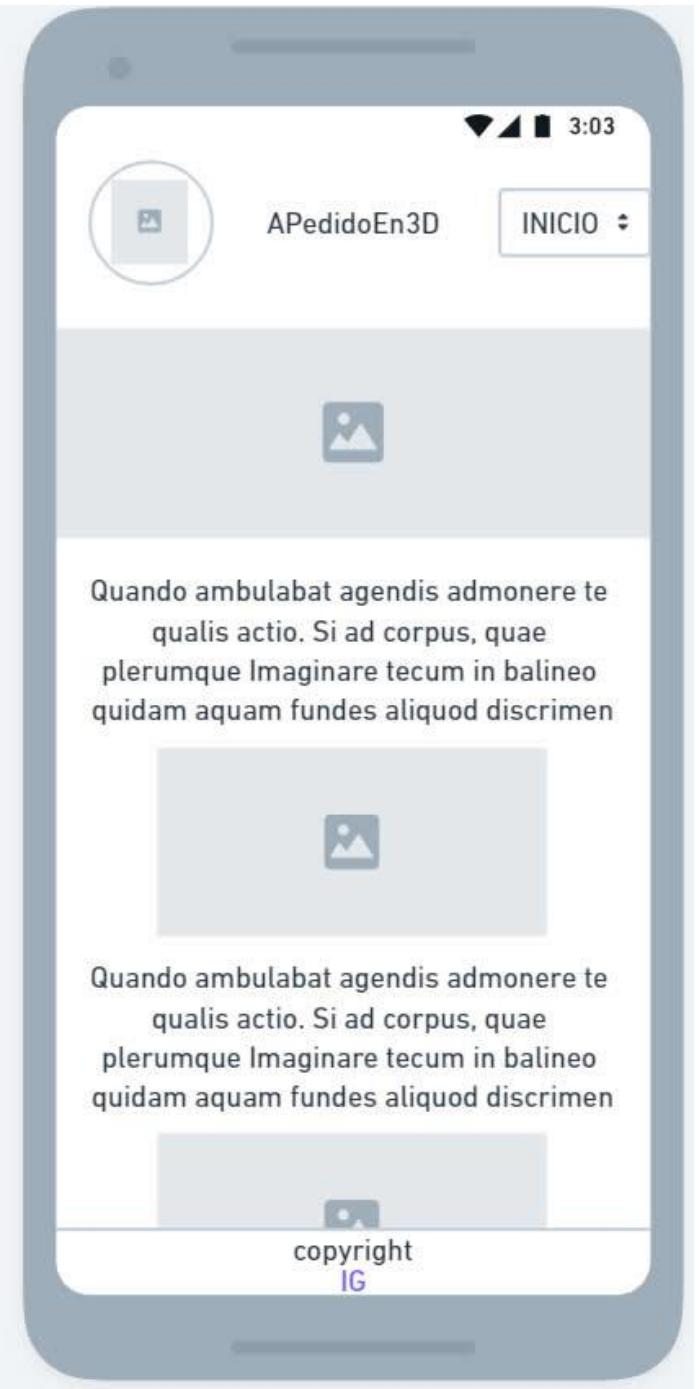 3:03
APedidoEn3D
INICIO
Quando ambulabat agendis admonere te
qualis actio. Si ad corpus, quae
plerumque Imaginare tecum in balineo
quidam aquam fundes aliquod discrimen
Quando ambulabat agendis admonere te
qualis actio. Si ad corpus, quae
plerumque Imaginare tecum in balineo
quidam aquam fundes aliquod discrimen
copyright
IG